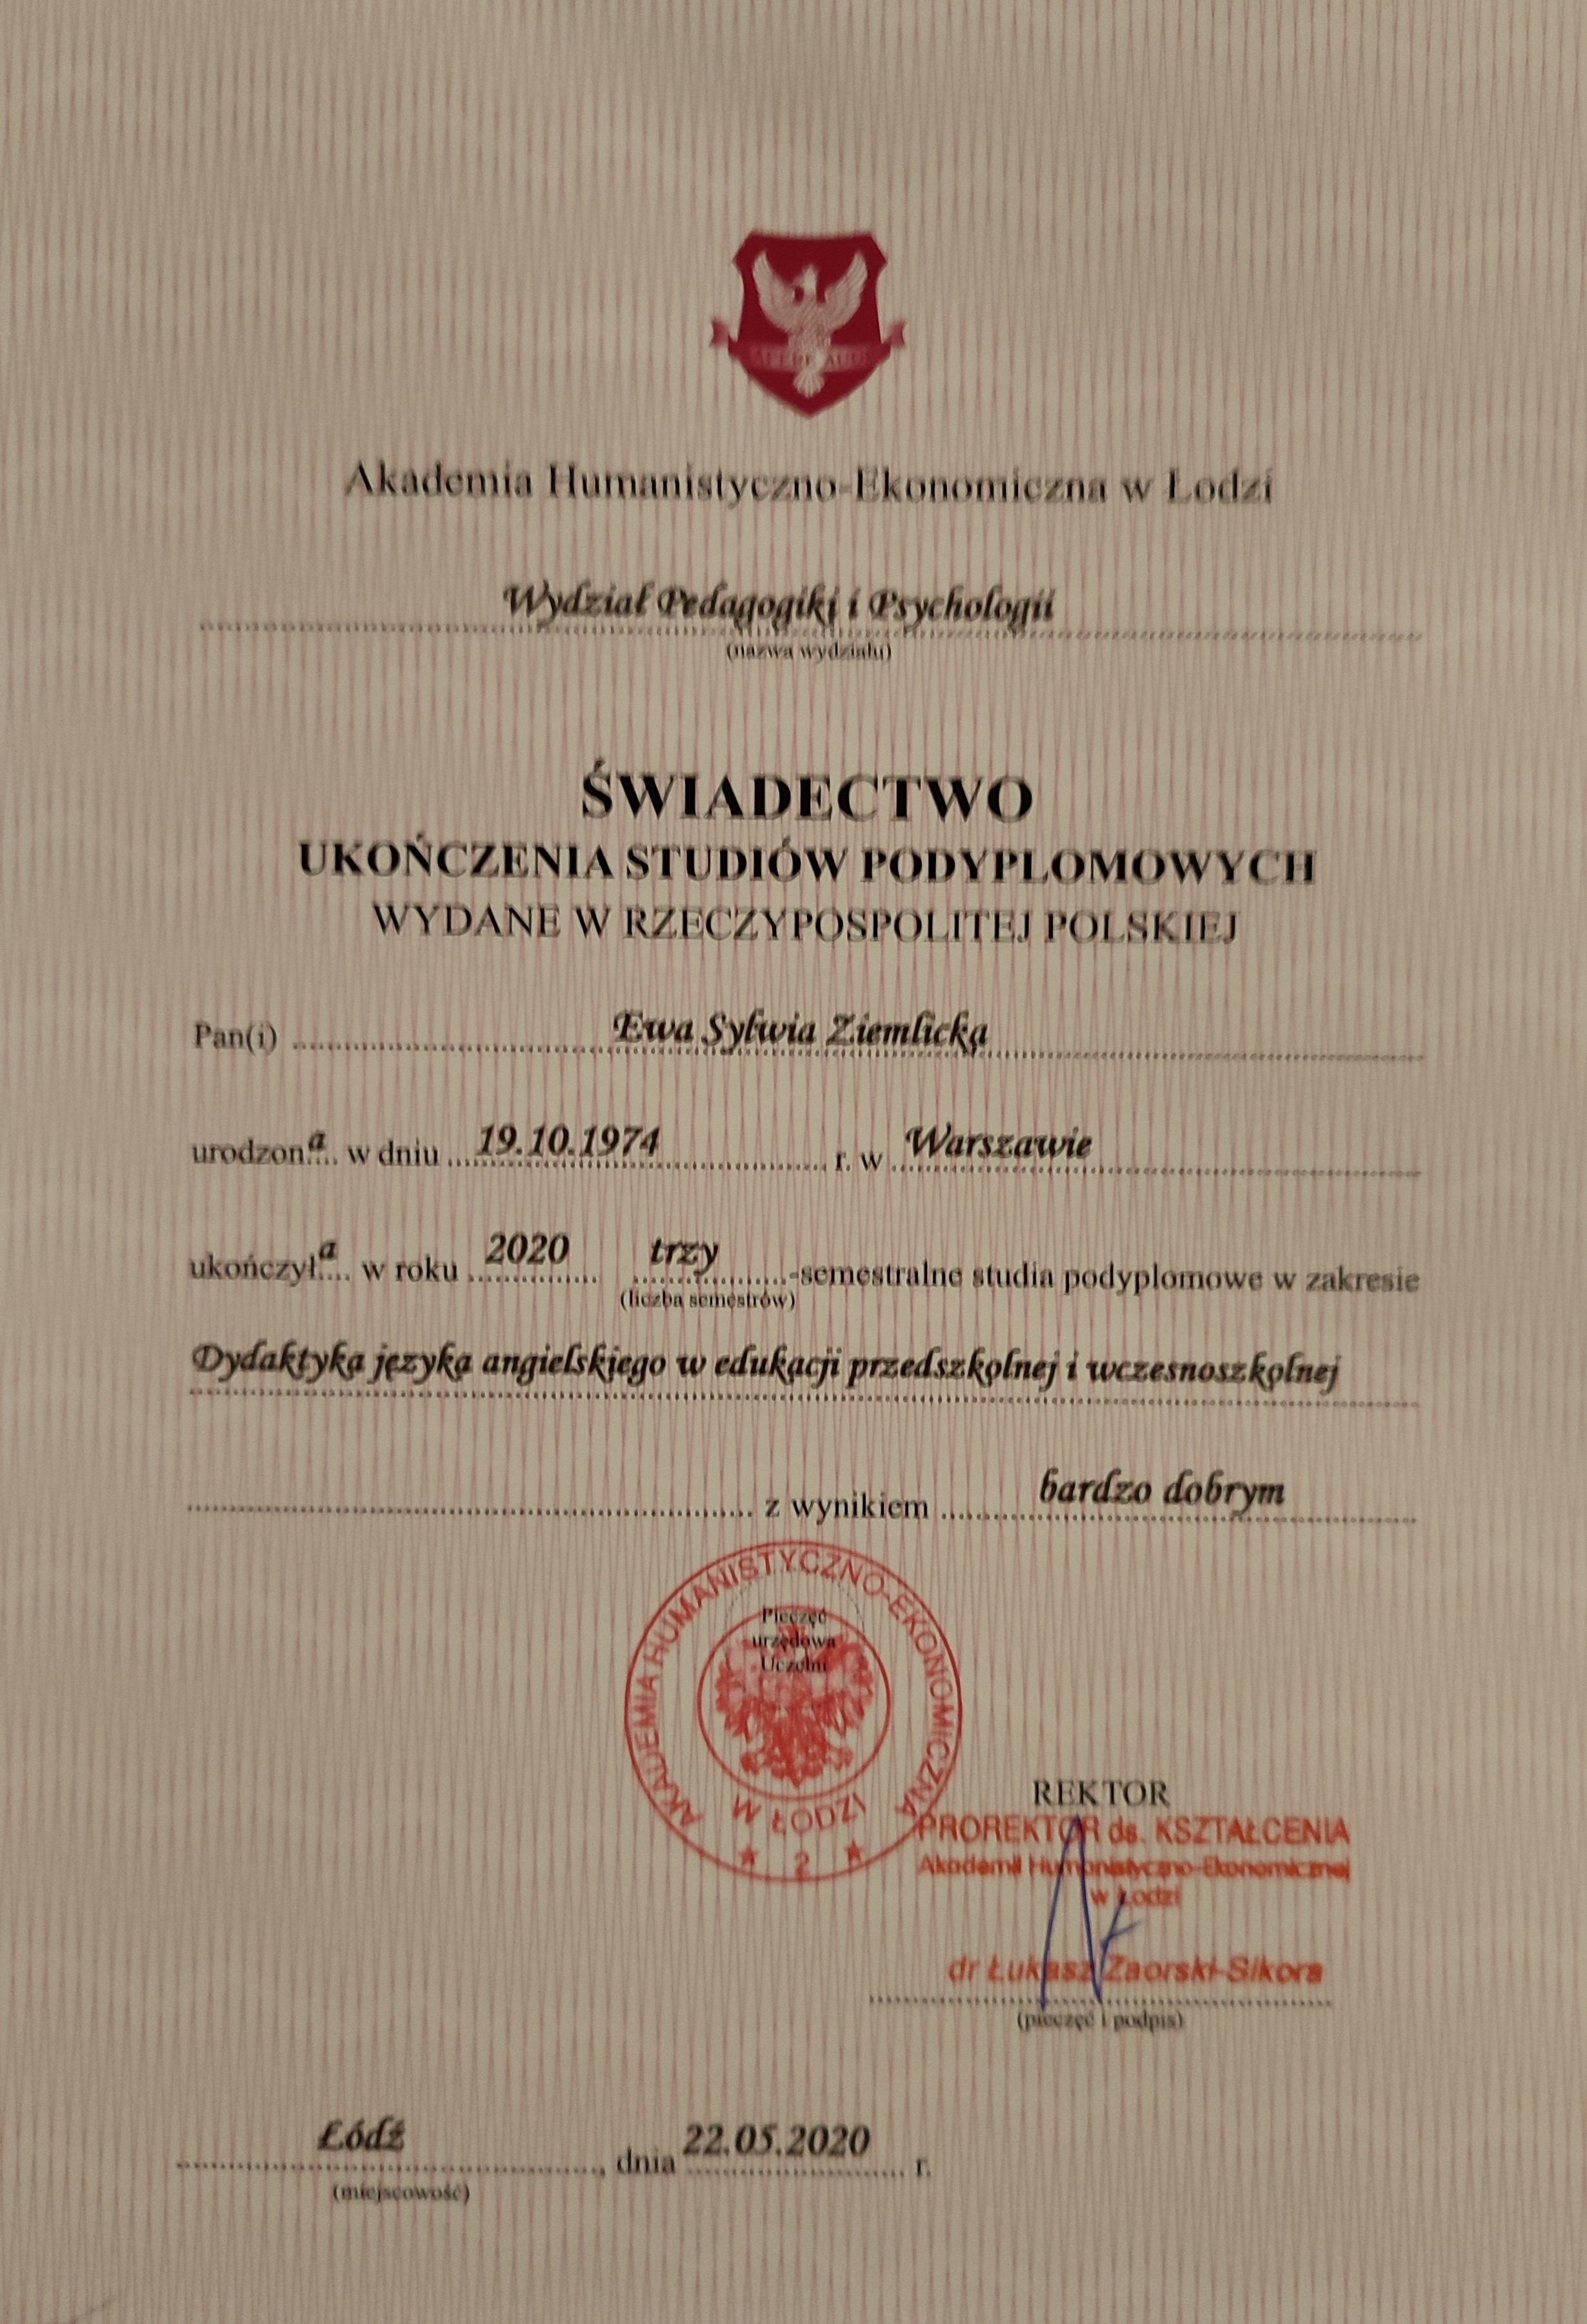 Akademia Humanistyczno-Ekonomiczna w Łodzi
Wydział Pedagogiki i Psychologii
(nazwa wydziału)
ŚWIADECTWO
UKOŃCZENIA STUDIÓW PODYPLOMOWYCH
WYDANE W RZECZYPOSPOLITEJ POLSKIEJ
Pan(i) Ewa Sylwia Ziemlicka
urodzon a w dniu 19.10.1974 r. w Warszawie
ukończył a w roku 2020 trzy -semestralne studia podyplomowe w zakresie
(liczba semestrów)
Dydaktyka języka angielskiego w edukacji przedszkolnej i wczesnoszkolnej
z wynikiem bardzo dobrym
AKADEMIA HUMANISTYCZNO-EKONOMICZNA
W ŁODZI
2
Pieczęć
urzędowa
Uczelni
REKTOR
PROREKTOR ds. KSZTAŁCENIA
Akademii Humanistyczno-Ekonomicznej
w Łodzi
dr Łukasz Zaorski-Sikora
(pieczęć i podpis)
Łódź, dnia 22.05.2020 r.
(miejscowość)